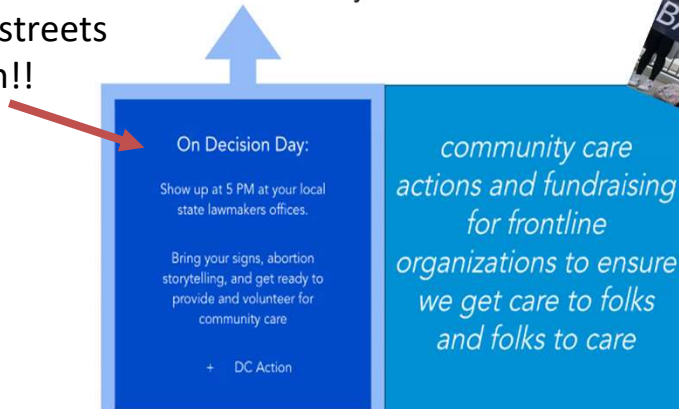 streets
!!
On Decision Day:
Show up at 5 PM at your local
state lawmakers offices.
Bring your signs, abortion
storytelling, and get ready to
provide and volunteer for
community care
+ DC Action
community care
actions and fundraising
for frontline
organizations to ensure
we get care to folks
and folks to care